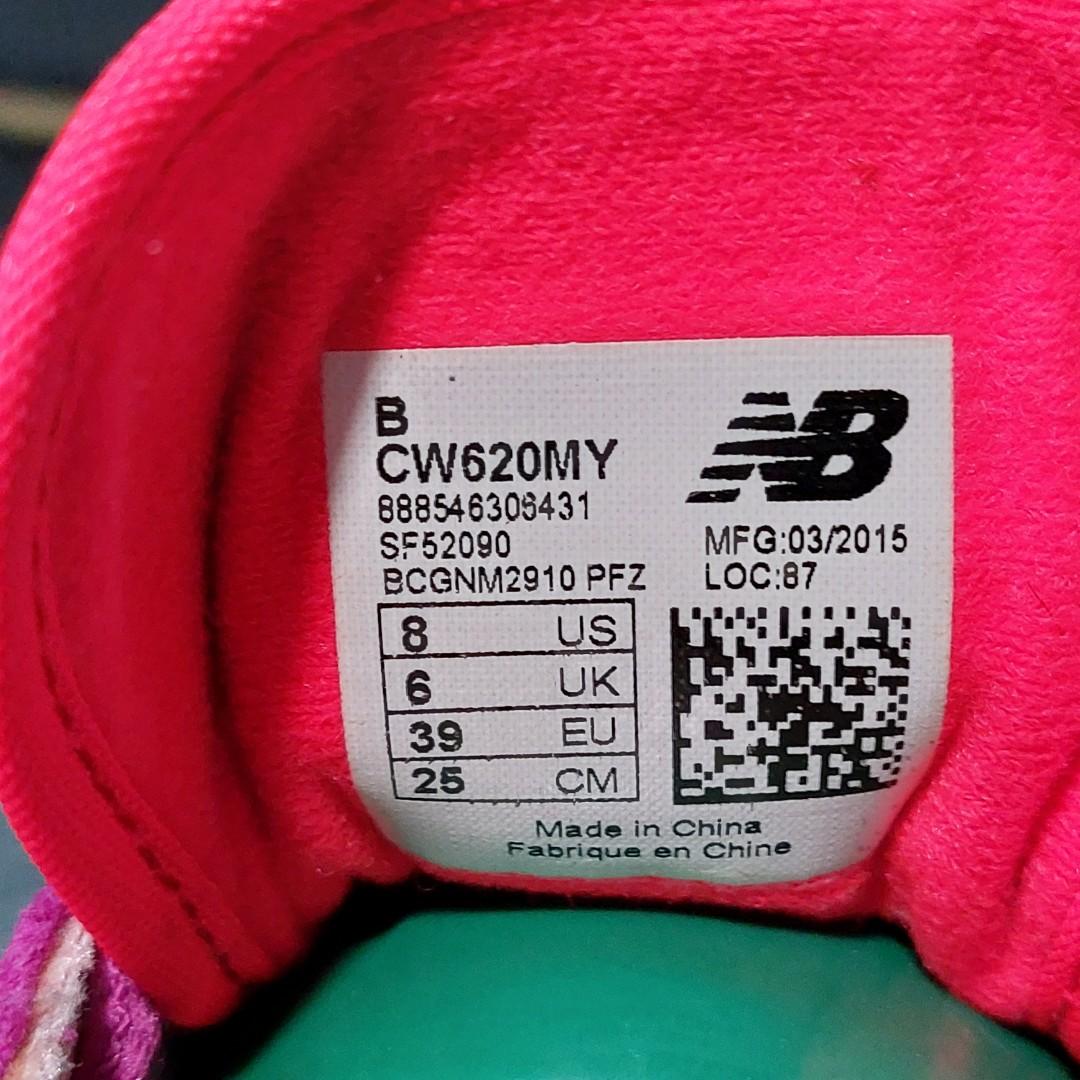 B
CW620MY
888546306431
SF52090
BCGNM2910 PFZ
NB
MFG:03/2015
LOC:87
8 US
6 UK
39 EU
25 CM
Made in China
Fabrique en Chine